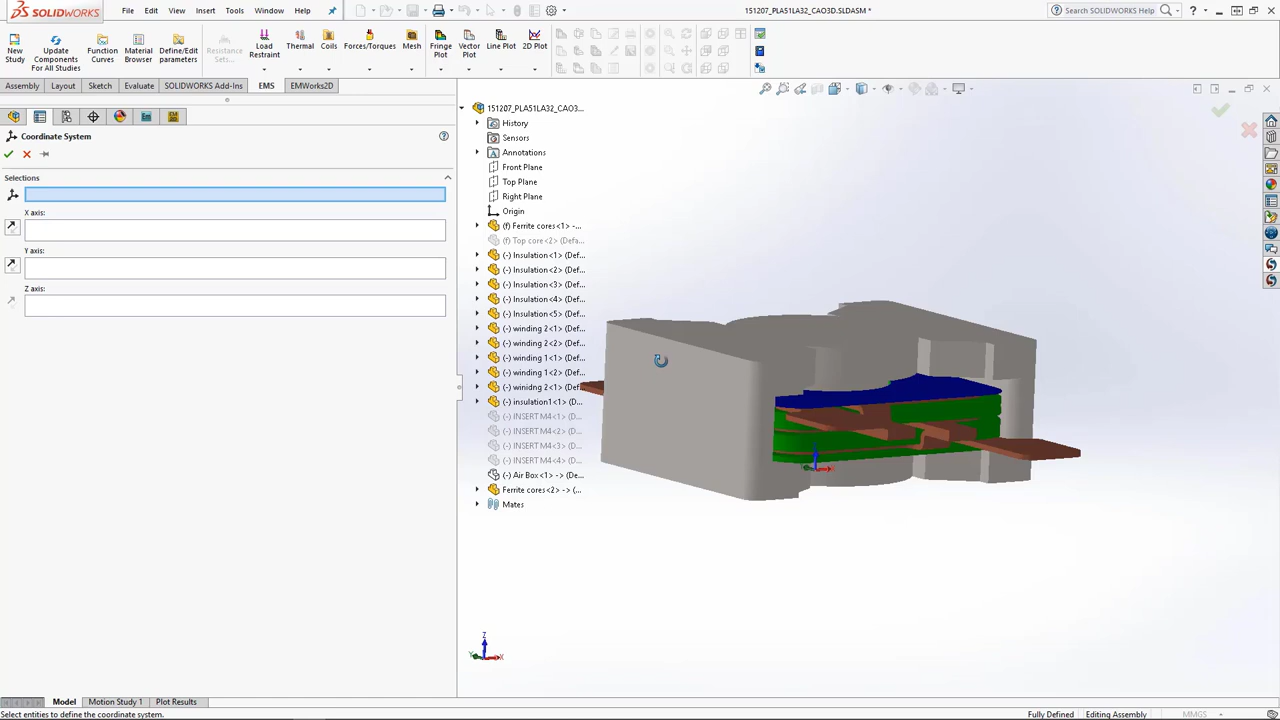 SOLIDWORKS
File Edit View Insert Tools Window Help
151207_PLA51LA32_CAO3D.SLDASM *
Search SOLIDWORKS Help
New Study
Update Components For All Studies
Function Curves
Material Browser
Define/Edit parameters
Resistance Sets...
Load Restraint
Thermal
Coils
Forces/Torques
Mesh
Fringe Plot
Vector Plot
Line Plot
2D Plot
Assembly Layout Sketch Evaluate SOLIDWORKS Add-Ins EMS EMWorks2D
Coordinate System
Selections
X axis:
Y axis:
Z axis:
151207_PLA51LA32_CAO3...
History
Sensors
Annotations
Front Plane
Top Plane
Right Plane
Origin
(f) Ferrite cores<1> -...
(f) Top core<2> (Defa...
(-) Insulation<1> (Def...
(-) Insulation<2> (Def...
(-) Insulation<3> (Def...
(-) Insulation<4> (Def...
(-) Insulation<5> (Def...
(-) winding 2<1> (Def...
(-) winding 2<2> (Def...
(-) winding 1<1> (Def...
(-) winding 1<2> (Def...
(-) winidng 2<1> (Def...
(-) insulation1<1> (D...
(-) INSERT M4<1> (D...
(-) INSERT M4<2> (D...
(-) INSERT M4<3> (D...
(-) INSERT M4<4> (D...
(-) Air Box <1> -> (De...
Ferrite cores<2> -> (...
Mates
Z
Y X
Model Motion Study 1 Plot Results
Select entities to define the coordinate system.
Fully Defined Editing Assembly MMGS